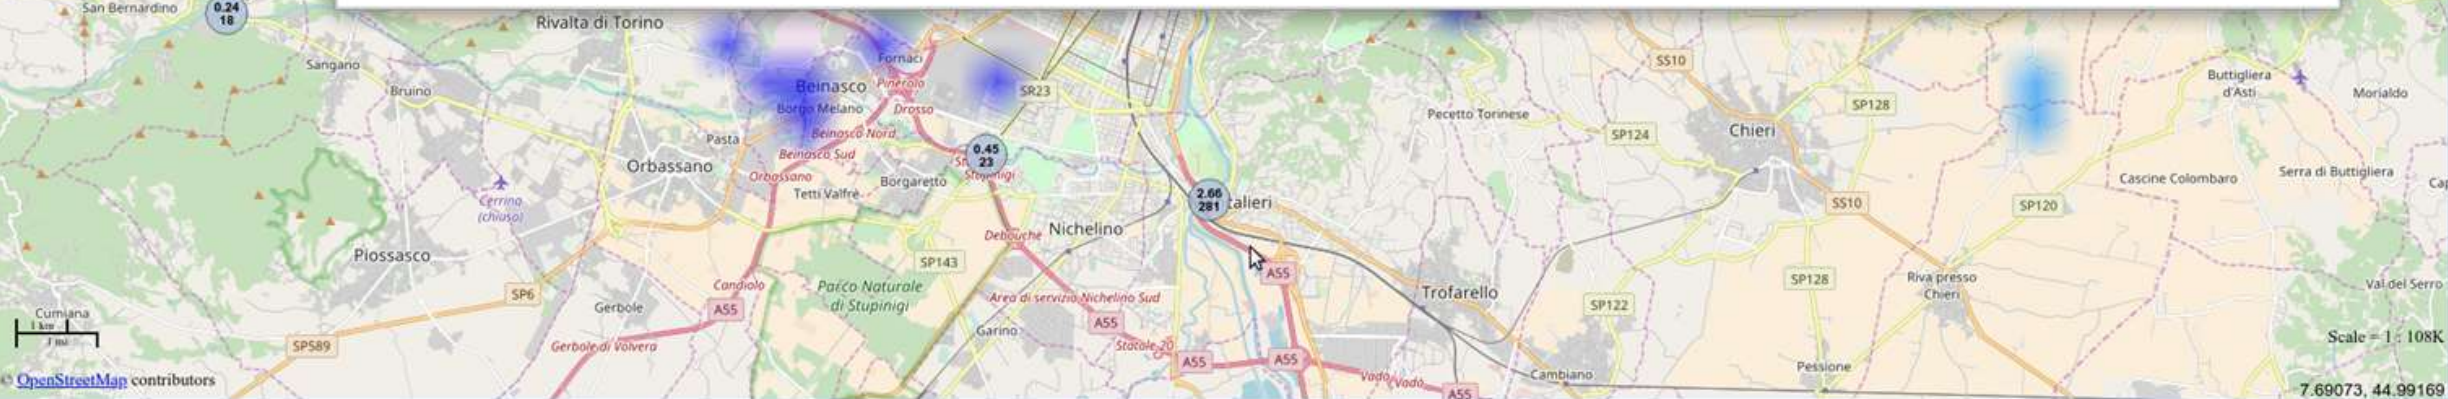 San Bernardino
0.24
18
Rivalta di Torino
Sangano
Bruino
Fornaci
Beinasco
Pinerolo
Borgo Melano
Drosso
SR23
Beinasco Nord
Pasta
Beinasco Sud
Orbassano
Orbassano
0.45
23
Stupinigi
Borgaretto
Tetti Valfrè
Cerrina
(chiuso)
Piossasco
SP6
SP589
Gerbole
Gerbole di Volvera
Candiolo
A55
Parco Naturale
di Stupinigi
SP143
Debouche
Nichelino
2.66
281
talieri
A55
Area di servizio Nichelino Sud
A55
Garino
Statale 20
A55
A55
Vado Vado
A55
Trofarello
Cambiano
SP122
Pecetto Torinese
SS10
SP124
Chieri
SP128
SS10
SP128
SP120
Riva presso
Chieri
Pessione
Buttigliera
d'Asti
Morialdo
Cascine Colombaro
Serra di Buttigliera
Cap
Val del Serro
Cumiana
1 km
1 mi
Scale = 1 : 108K
© OpenStreetMap contributors
7.69073, 44.99169